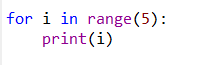 for i in range(5):
    print(i)